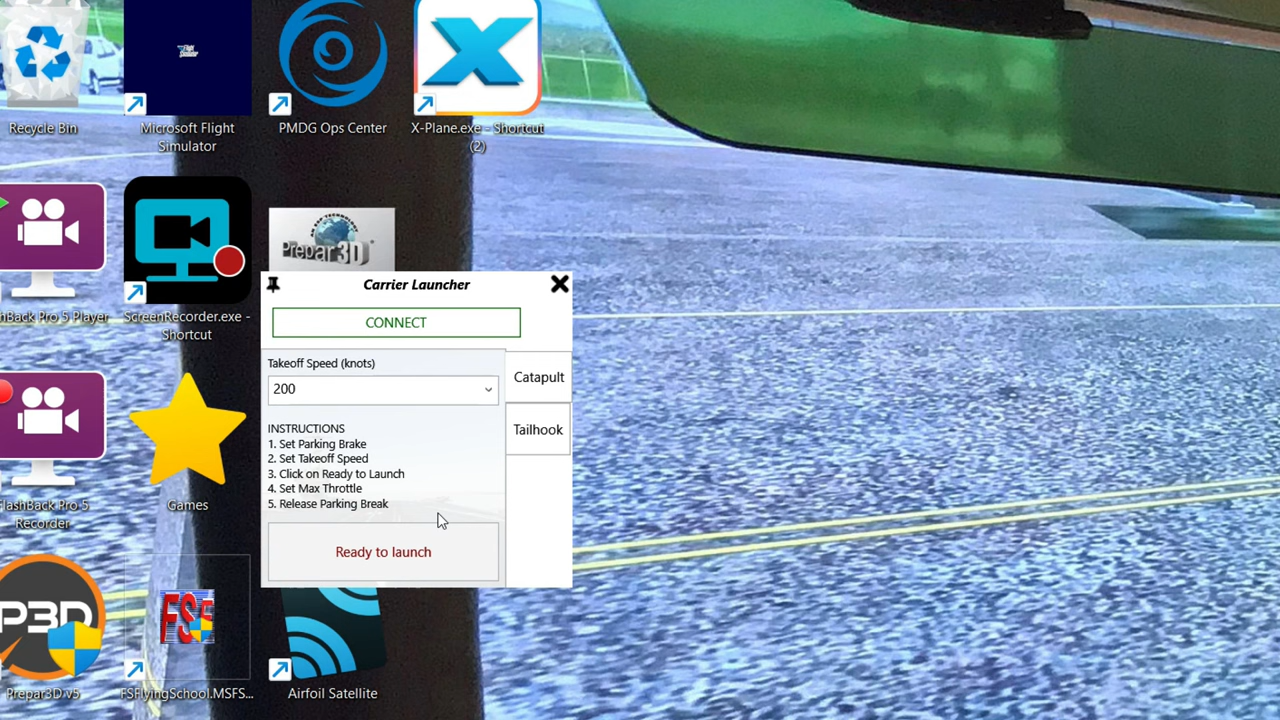 Recycle Bin
Microsoft Flight
Simulator
PMDG Ops Center
X-Plane.exe - Shortcut
(2)
ScreenRecorder.exe -
Shortcut
Prepar3D
Carrier Launcher
CONNECT
Takeoff Speed (knots)
200
Catapult
Tailhook
INSTRUCTIONS
1. Set Parking Brake
2. Set Takeoff Speed
3. Click on Ready to Launch
4. Set Max Throttle
5. Release Parking Break
Ready to launch
hBack Pro 5 Player
FlashBack Pro 5
Recorder
Games
P3D
Prepar3D v5
FSF
FSFlyingSchool.MSFS...
Airfoil Satellite